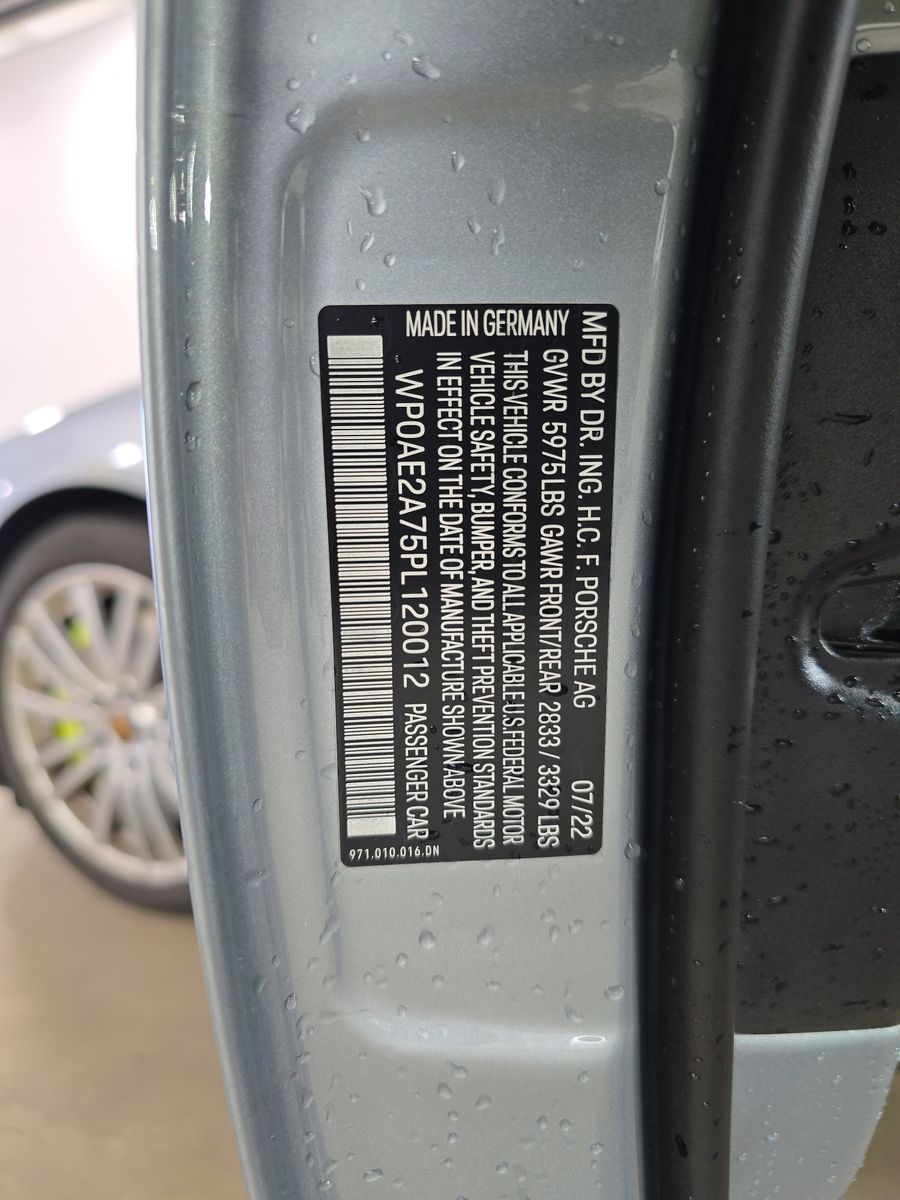 MFD BY DR. ING. H.C. F. PORSCHE AG 07/22
GVWR 5975 LBS GAWR FRONT/REAR 2833 / 3329 LBS
THIS VEHICLE CONFORMS TO ALL APPLICABLE U.S. FEDERAL MOTOR
VEHICLE SAFETY, BUMPER, AND THEFT PREVENTION STANDARDS
IN EFFECT ON THE DATE OF MANUFACTURE SHOWN ABOVE
MADE IN GERMANY
WP0AE2A75PL120012 PASSENGER CAR
971.010.016.DN